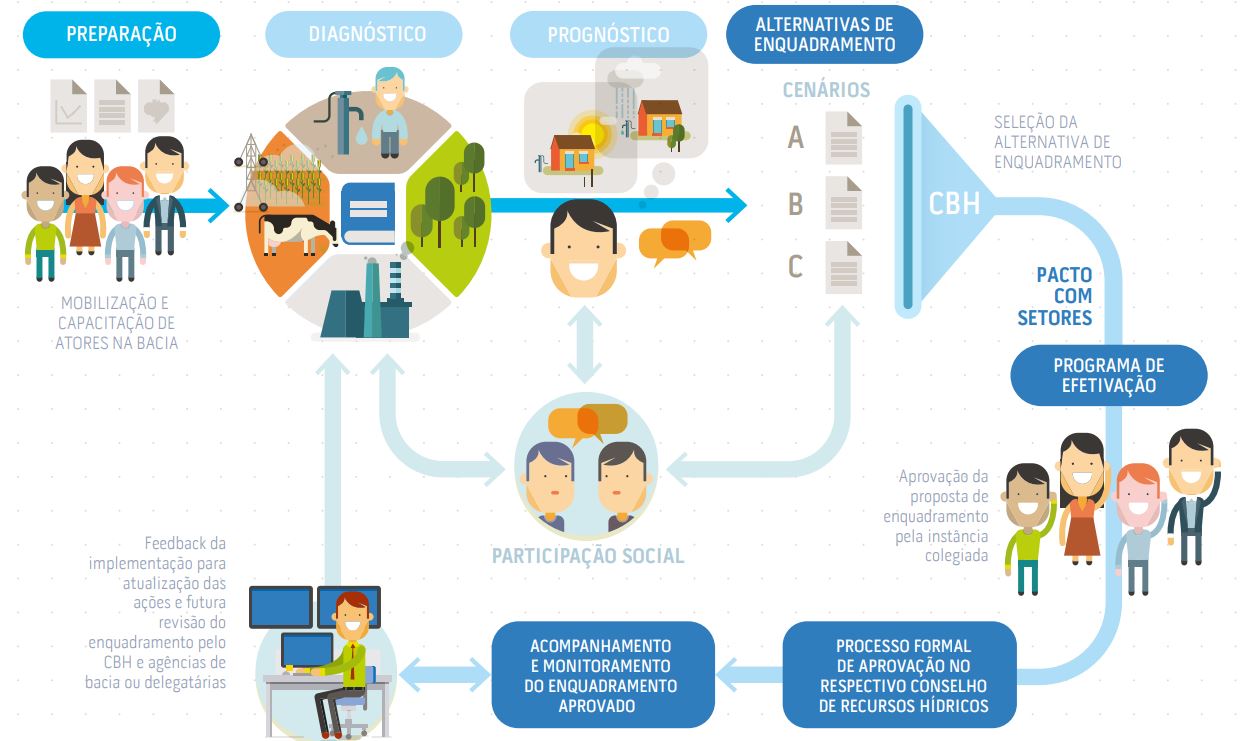 PREPARAÇÃO
DIAGNÓSTICO
PROGNÓSTICO
ALTERNATIVAS DE
ENQUADRAMENTO
CENÁRIOS
A
B
C
CBH
SELEÇÃO DA
ALTERNATIVA DE
ENQUADRAMENTO
MOBILIZAÇÃO E
CAPACITAÇÃO DE
ATORES NA BACIA
PACTO
COM
SETORES
PROGRAMA DE
EFETIVAÇÃO
Aprovação da
proposta de
enquadramento
pela instância
colegiada
PARTICIPAÇÃO SOCIAL
Feedback da
implementação para
atualização das
ações e futura
revisão do
enquadramento pelo
CBH e agências de
bacia ou delegatárias
ACOMPANHAMENTO
E MONITORAMENTO
DO ENQUADRAMENTO
APROVADO
PROCESSO FORMAL
DE APROVAÇÃO NO
RESPECTIVO CONSELHO
DE RECURSOS HÍDRICOS